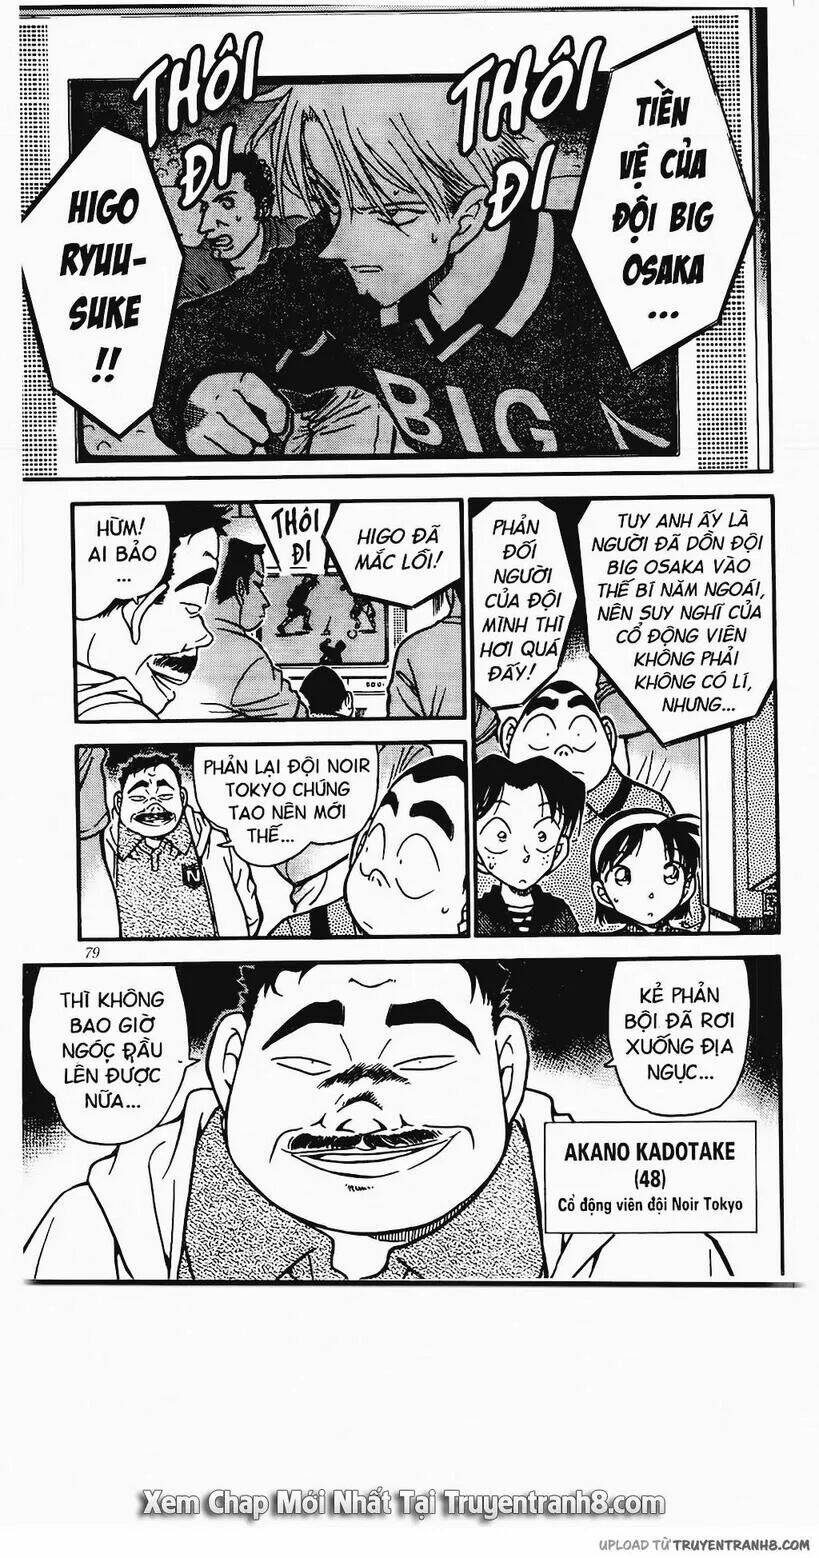 TIỀN
VỆ CỦA
ĐỘI BIG
OSAKA
...
THÔI
ĐI
THÔI
ĐI
HIGO
RYUU-
SUKE
!!
BIG
TUY ANH ẤY LÀ
NGƯỜI ĐÃ DỒN ĐỘI
BIG OSAKA VÀO
THẾ BÍ NĂM NGOÁI,
NÊN SUY NGHĨ CỦA
CỔ ĐỘNG VIÊN
KHÔNG PHẢI
KHÔNG CÓ LÍ,
NHƯNG...
PHẢN
ĐỐI
NGƯỜI
CỦA ĐỘI
MÌNH THÌ
HƠI QUÁ
ĐẤY!
HIGO ĐÃ
MẮC LỖI!
THÔI
ĐI
HỪM!
AI BẢO
...
PHẢN LẠI ĐỘI NOIR
TOKYO CHÚNG
TAO NÊN MỚI
THẾ...
N
79
KẺ PHẢN
BỘI ĐÃ RƠI
XUỐNG ĐỊA
NGỤC...
THÌ KHÔNG
BAO GIỜ
NGÓC ĐẦU
LÊN ĐƯỢC
NỮA...
AKANO KADOTAKE
(48)
Cổ động viên đội Noir Tokyo
Xem Chap Mới Nhất Tại Truyentranh8.com
UPLOAD TỪ TRUYENTRANH8.COM